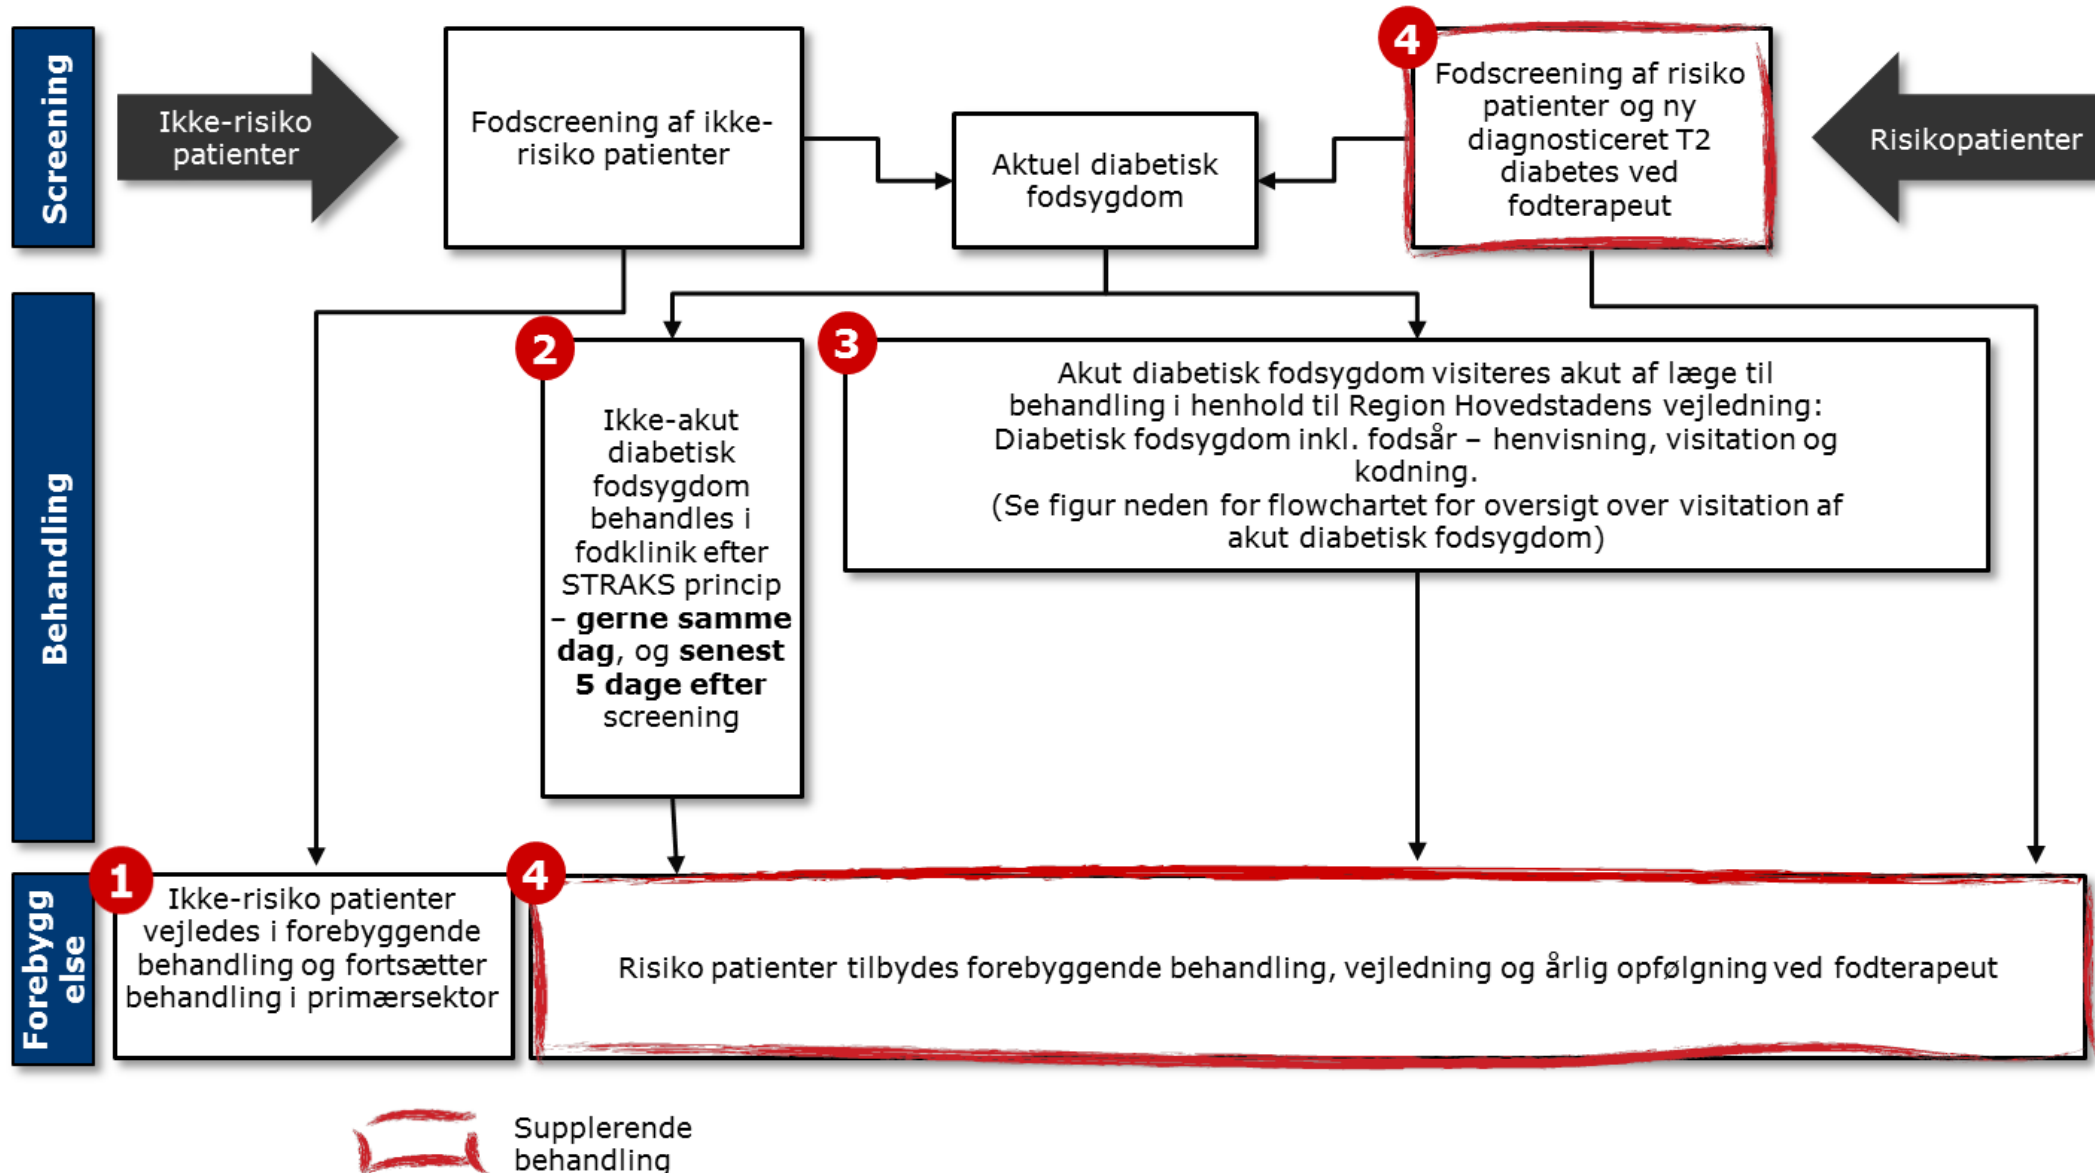 Screening
Ikke-risiko
patienter
Fodscreening af ikke-
risiko patienter
Aktuel diabetisk
fodsygdom
4
Fodscreening af risiko
patienter og ny
diagnosticeret T2
diabetes ved
fodterapeut
Risikopatienter
Behandling
2
Ikke-akut
diabetisk
fodsygdom
behandles i
fodklinik efter
STRAKS princip
– gerne samme
dag, og senest
5 dage efter
screening
3
Akut diabetisk fodsygdom visiteres akut af læge til
behandling i henhold til Region Hovedstadens vejledning:
Diabetisk fodsygdom inkl. fodsår – henvisning, visitation og
kodning.
(Se figur neden for flowchartet for oversigt over visitation af
akut diabetisk fodsygdom)
Forebygg
else
1
Ikke-risiko patienter
vejledes i forebyggende
behandling og fortsætter
behandling i primærsektor
4
Risiko patienter tilbydes forebyggende behandling, vejledning og årlig opfølgning ved fodterapeut
Supplerende
behandling